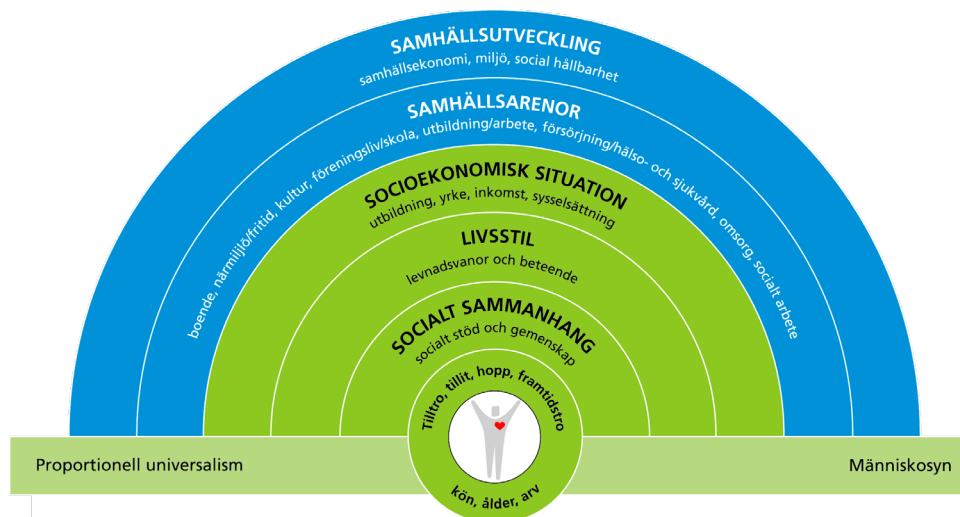 SAMHÄLLSUTVECKLING
samhällsekonomi, miljö, social hållbarhet
SAMHÄLLSARENOR
boende, närmiljlö/fritid, kultur, föreningsliv/skola, utbildning/arbete, försörjning/hälso- och sjukvård, omsorg, socialt arbete
SOCIOEKONOMISK SITUATION
utbildning, yrke, inkomst, sysselsättning
LIVSSTIL
levnadsvanor och beteende
SOCIALT SAMMANHANG
socialt stöd och gemenskap
Tilltro, tillit, hopp, framtidstro
kön, ålder, arv
Proportionell universalism
Människosyn